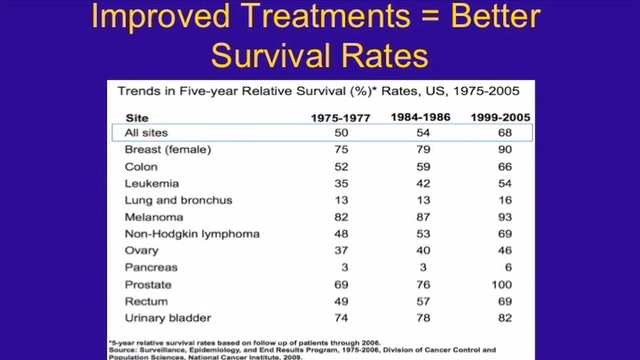 Improved Treatments = Better
Survival Rates
Trends in Five-year Relative Survival (%)* Rates, US, 1975-2005
Site 1975-1977 1984-1986 1999-2005
All sites 50 54 68
Breast (female) 75 79 90
Colon 52 59 66
Leukemia 35 42 54
Lung and bronchus 13 13 16
Melanoma 82 87 93
Non-Hodgkin lymphoma 48 53 69
Ovary 37 40 46
Pancreas 3 3 6
Prostate 69 76 100
Rectum 49 57 69
Urinary bladder 74 78 82
*5-year relative survival rates based on follow up of patients through 2006.
Source: Surveillance, Epidemiology, and End Results Program, 1975-2006, Division of Cancer Control and
Population Sciences, National Cancer Institute, 2009.